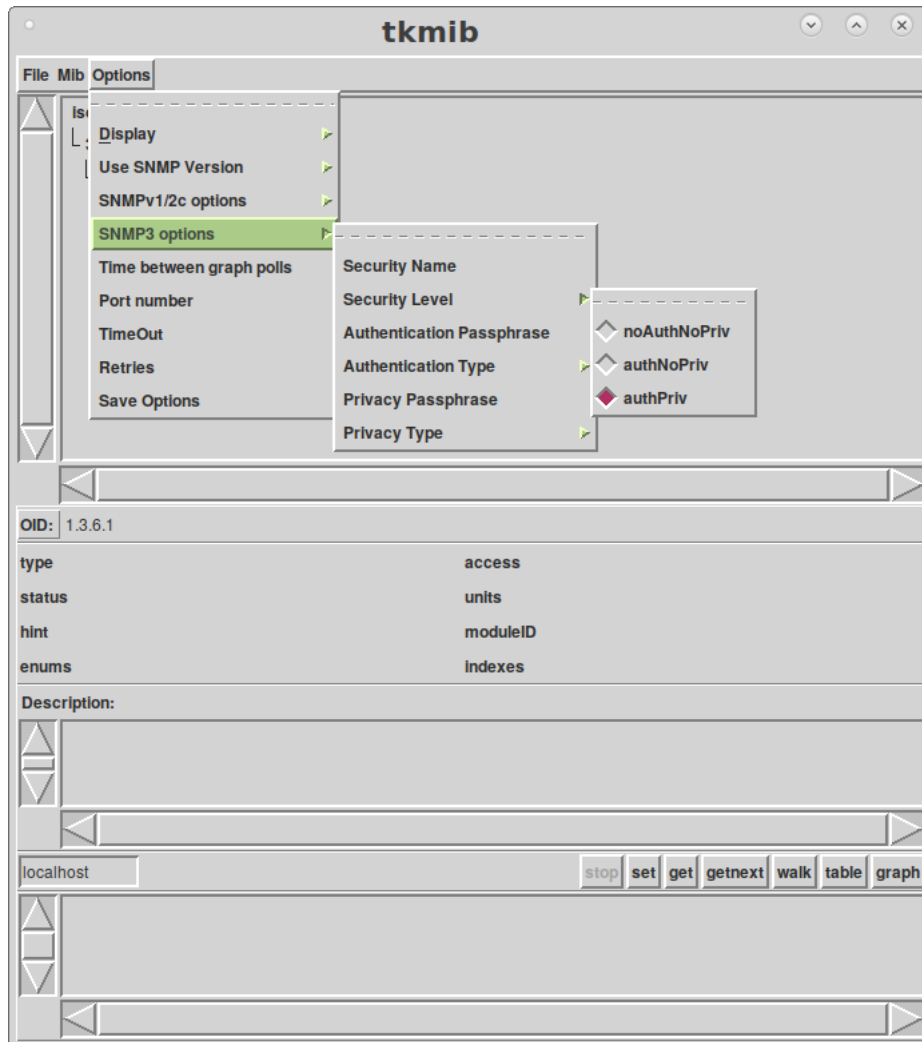 tkmib
File Mib Options
Display
Use SNMP Version
SNMPv1/2c options
SNMP3 options
Time between graph polls
Port number
TimeOut
Retries
Save Options
Security Name
Security Level
Authentication Passphrase
Authentication Type
Privacy Passphrase
Privacy Type
noAuthNoPriv
authNoPriv
authPriv
OID: 1.3.6.1
type access
status units
hint moduleID
enums indexes
Description:
localhost stop set get getnext walk table graph